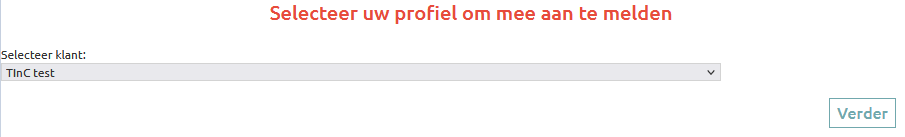 Selecteer uw profiel om mee aan te melden
Selecteer klant:
TInC test
Verder